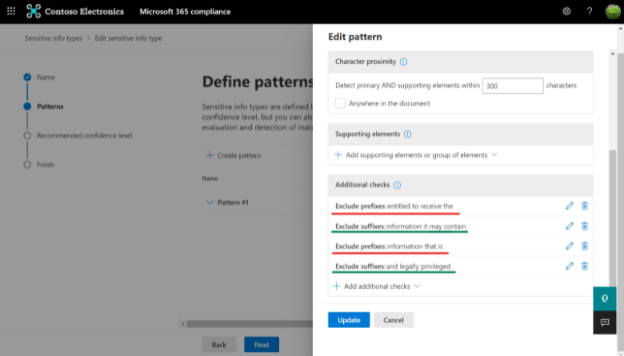 Contoso Electronics Microsoft 365 compliance
?
Sensitive info types > Edit sensitive info type
Name
Patterns
Recommended confidence level
Finish
Define patterns
Sensitive info types are defined
confidence level, but you can als
evaluation and detection of mat
+ Create pattern
Name
Pattern #1
Back
Next
Edit pattern
Character proximity
Detect primary AND supporting elements within 300 characters
Anywhere in the document
Supporting elements
+ Add supporting elements or group of elements
Additional checks
Exclude prefixes: entitled to receive the
Exclude suffixes: information it may contain
Exclude prefixes: information that is
Exclude suffixes: and legally privileged
+ Add additional checks
Update
Cancel